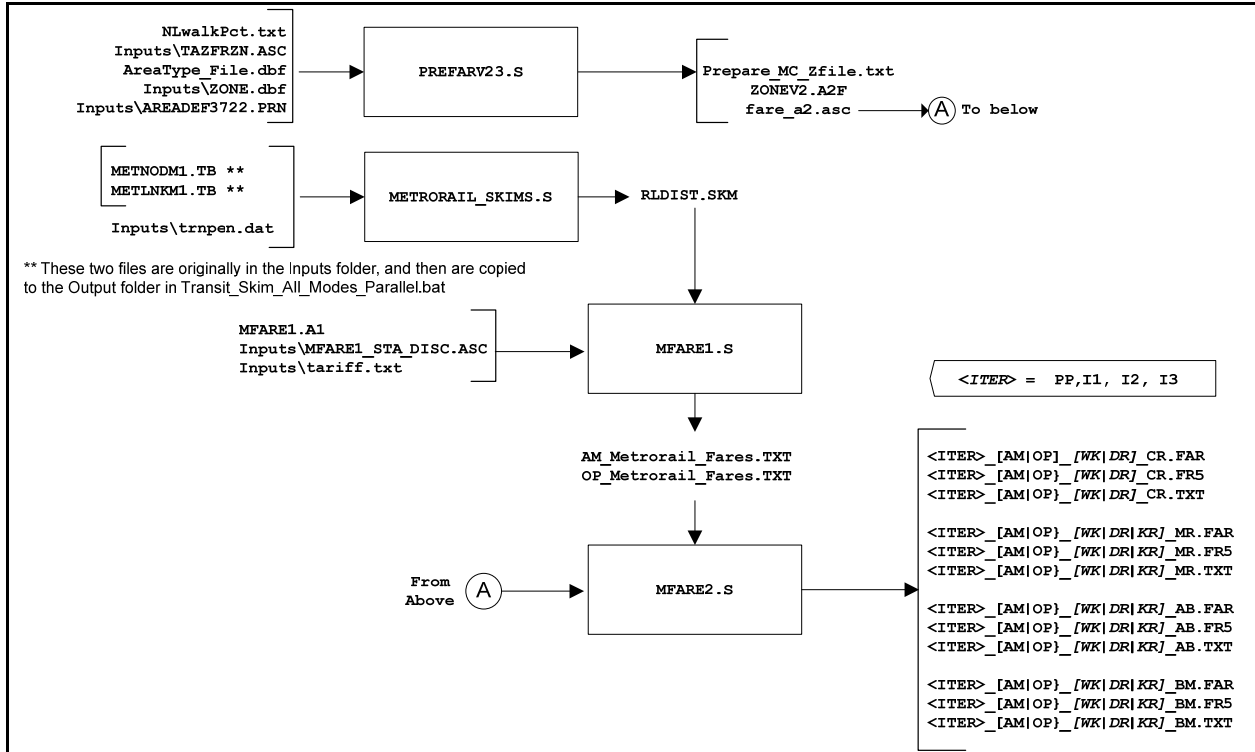 NLwalkPct.txt
Inputs\TAZFRZN.ASC
AreaType_File.dbf
Inputs\ZONE.dbf
Inputs\AREADEF3722.PRN
PREFARV23.S
Prepare_MC_Zfile.txt
ZONEV2.A2F
fare_a2.asc
A To below
METNODM1.TB **
METLNKM1.TB **
Inputs\trnpen.dat
METRORAIL_SKIMS.S
RLDIST.SKM
** These two files are originally in the Inputs folder, and then are copied
to the Output folder in Transit_Skim_All_Modes_Parallel.bat
MFARE1.A1
Inputs\MFARE1_STA_DISC.ASC
Inputs\tariff.txt
MFARE1.S
<ITER> = PP,I1, I2, I3
AM_Metrorail_Fares.TXT
OP_Metrorail_Fares.TXT
From
Above
A
MFARE2.S
<ITER>_[AM|OP]_[WK|DR]_CR.FAR
<ITER>_[AM|OP}_[WK|DR]_CR.FR5
<ITER>_[AM|OP}_[WK|DR]_CR.TXT
<ITER>_[AM|OP}_[WK|DR|KR]_MR.FAR
<ITER>_[AM|OP}_[WK|DR|KR]_MR.FR5
<ITER>_[AM|OP}_[WK|DR|KR]_MR.TXT
<ITER>_[AM|OP}_[WK|DR|KR]_AB.FAR
<ITER>_[AM|OP}_[WK|DR|KR]_AB.FR5
<ITER>_[AM|OP}_[WK|DR|KR]_AB.TXT
<ITER>_[AM|OP}_[WK|DR|KR]_BM.FAR
<ITER>_[AM|OP}_[WK|DR|KR]_BM.FR5
<ITER>_[AM|OP}_[WK|DR|KR]_BM.TXT